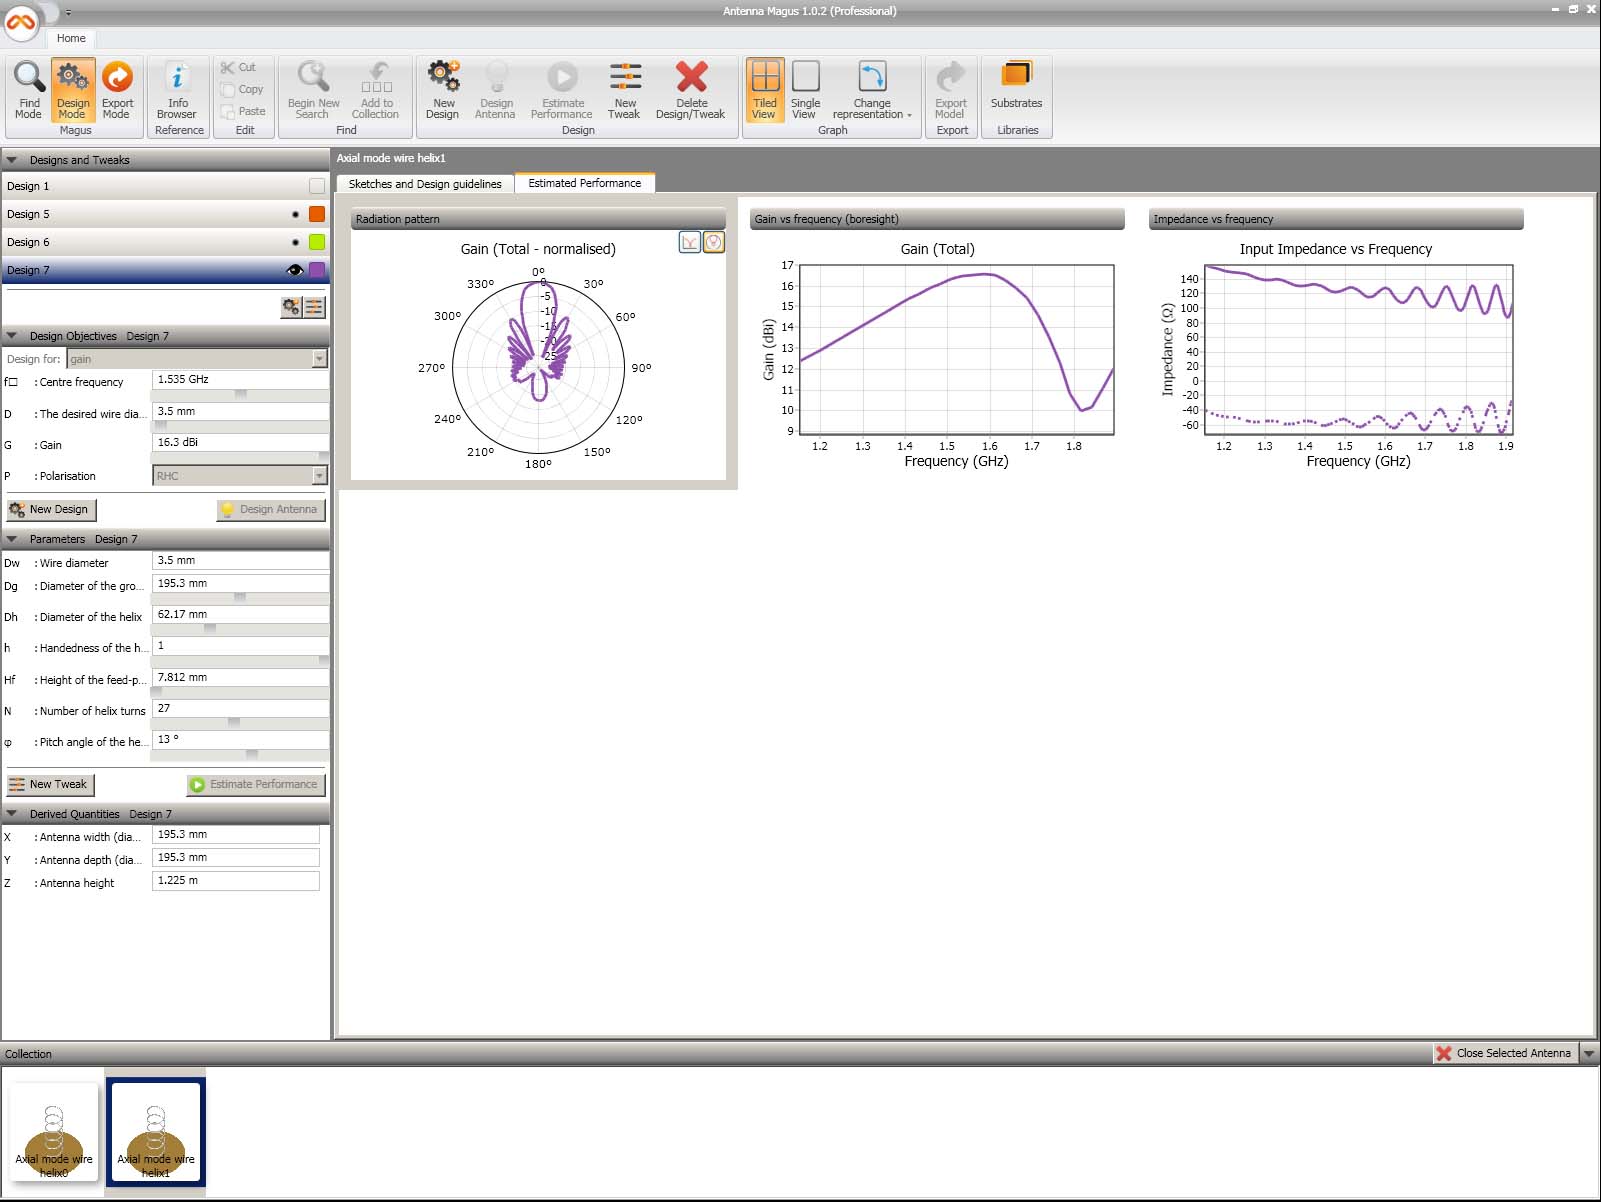 Antenna Magus 1.0.2 (Professional)
Home
Find Mode
Design Mode
Export Mode
Magus
Info Browser
Reference
Cut
Copy
Paste
Edit
Begin New Search
Add to Collection
Find
New Design
Design Antenna
Estimate Performance
New Tweak
Delete Design/Tweak
Design
Tiled View
Single View
Change representation
Graph
Export Model
Export
Substrates
Libraries
Designs and Tweaks
Design 1
Design 5
Design 6
Design 7
Design Objectives Design 7
Design for: gain
f□ : Centre frequency 1.535 GHz
D : The desired wire dia... 3.5 mm
G : Gain 16.3 dBi
P : Polarisation RHC
New Design Design Antenna
Parameters Design 7
Dw : Wire diameter 3.5 mm
Dg : Diameter of the gro... 195.3 mm
Dh : Diameter of the helix 62.17 mm
h : Handedness of the h... 1
Hf : Height of the feed-p... 7.812 mm
N : Number of helix turns 27
φ : Pitch angle of the he... 13 °
New Tweak Estimate Performance
Derived Quantities Design 7
X : Antenna width (dia... 195.3 mm
Y : Antenna depth (dia... 195.3 mm
Z : Antenna height 1.225 m
Axial mode wire helix1
Sketches and Design guidelines Estimated Performance
Radiation pattern
Gain (Total - normalised)
0°
330° 30°
300° 60°
270° 90°
240° 120°
210° 150°
180°
0
-5
-10
-15
-20
-25
Gain vs frequency (boresight)
Gain (Total)
Gain (dBi)
17
16
15
14
13
12
11
10
9
1.2 1.3 1.4 1.5 1.6 1.7 1.8
Frequency (GHz)
Impedance vs frequency
Input Impedance vs Frequency
Impedance (Ω)
140
120
100
80
60
40
20
0
-20
-40
-60
1.2 1.3 1.4 1.5 1.6 1.7 1.8 1.9
Frequency (GHz)
Collection
Close Selected Antenna
Axial mode wire
helix0
Axial mode wire
helix1